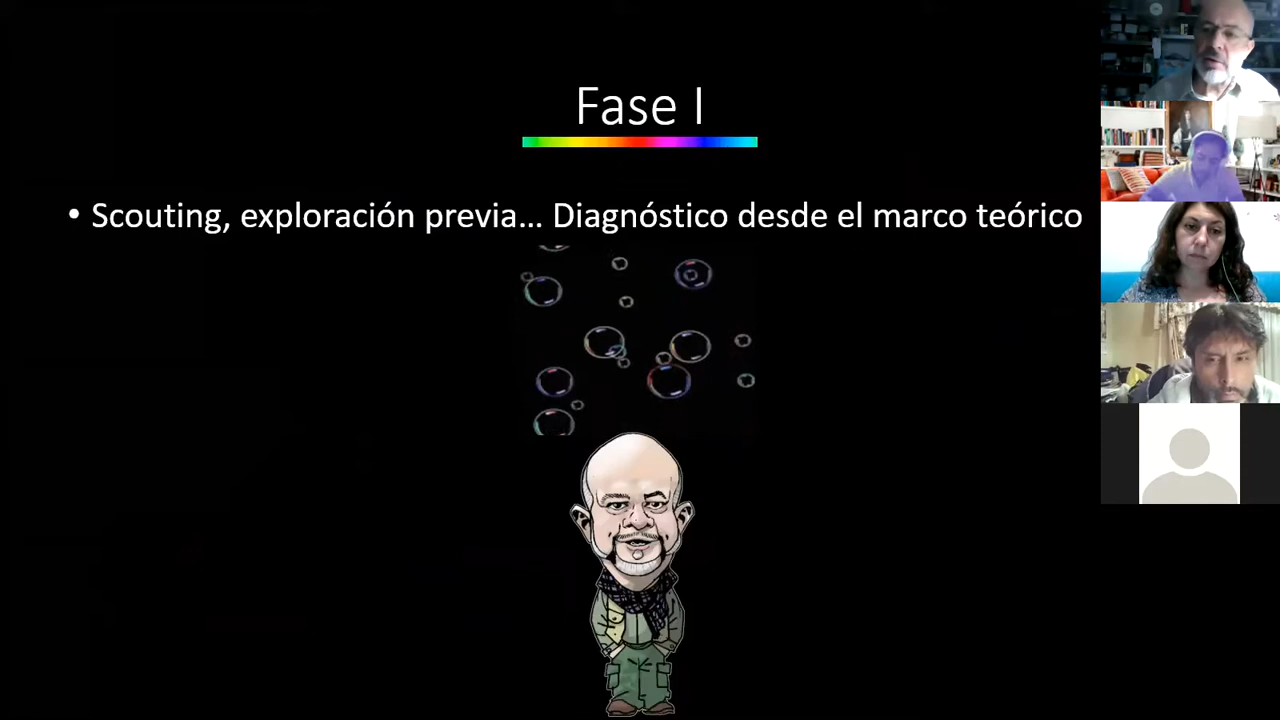 Fase I
• Scouting, exploración previa... Diagnóstico desde el marco teórico